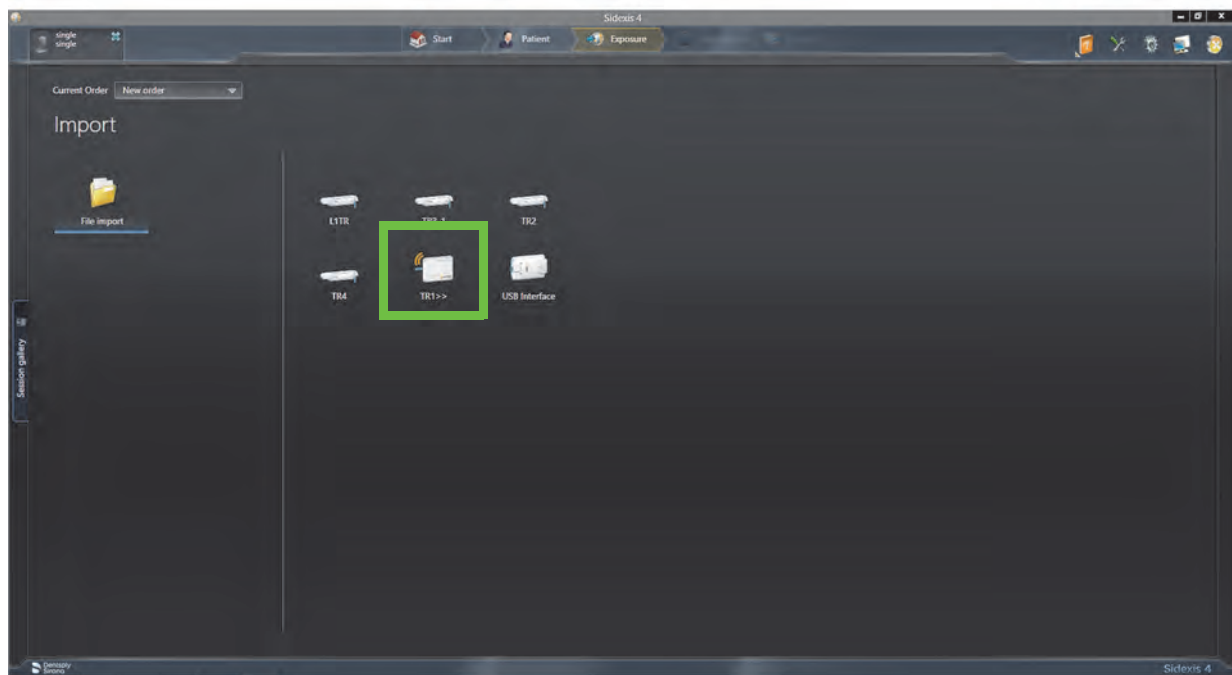 Sidexis 4
single
single
Start
Patient
Exposure
Current Order
New order
Import
File import
L1TR
TR2
TR4
TR1>>
USB Interface
Session gallery
Dentsply
Sirona
Sidexis 4